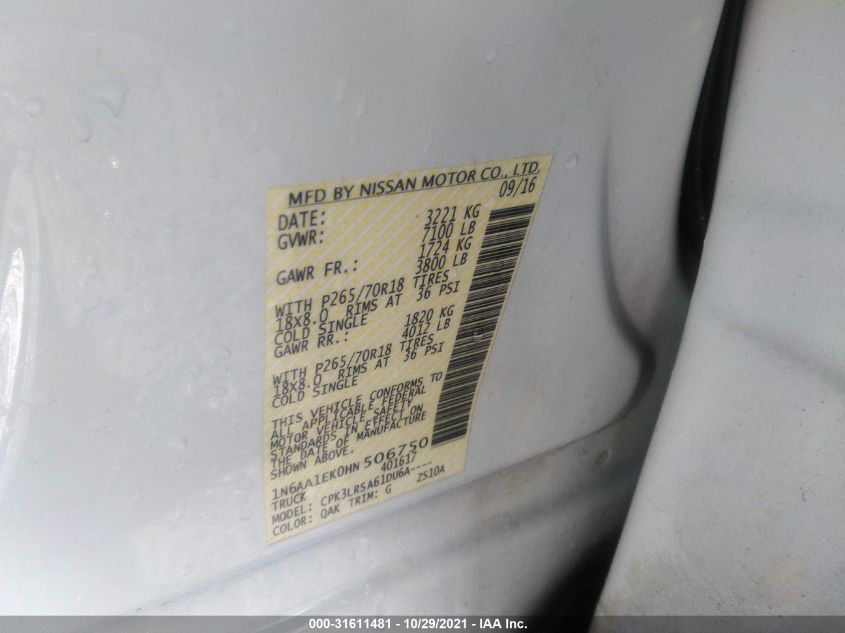 MFD BY NISSAN MOTOR CO., LTD.
DATE: 09/16
GVWR: 3221 KG
7100 LB
GAWR FR.: 1724 KG
3800 LB
WITH P265/70R18 TIRES
18X8.0 RIMS AT 36 PSI
COLD SINGLE
GAWR RR.: 1820 KG
4012 LB
WITH P265/70R18 TIRES
18X8.0 RIMS AT 36 PSI
COLD SINGLE
THIS VEHICLE CONFORMS TO
ALL APPLICABLE FEDERAL
MOTOR VEHICLE SAFETY
STANDARDS IN EFFECT ON
THE DATE OF MANUFACTURE
SHOWN ABOVE.
1N6AA1EK0HN506750
TRUCK 401617
MODEL: CPK3LRSA61DU6A----
COLOR: QAK TRIM: G ZS10A
000-31611481 - 10/29/2021 - IAA Inc.